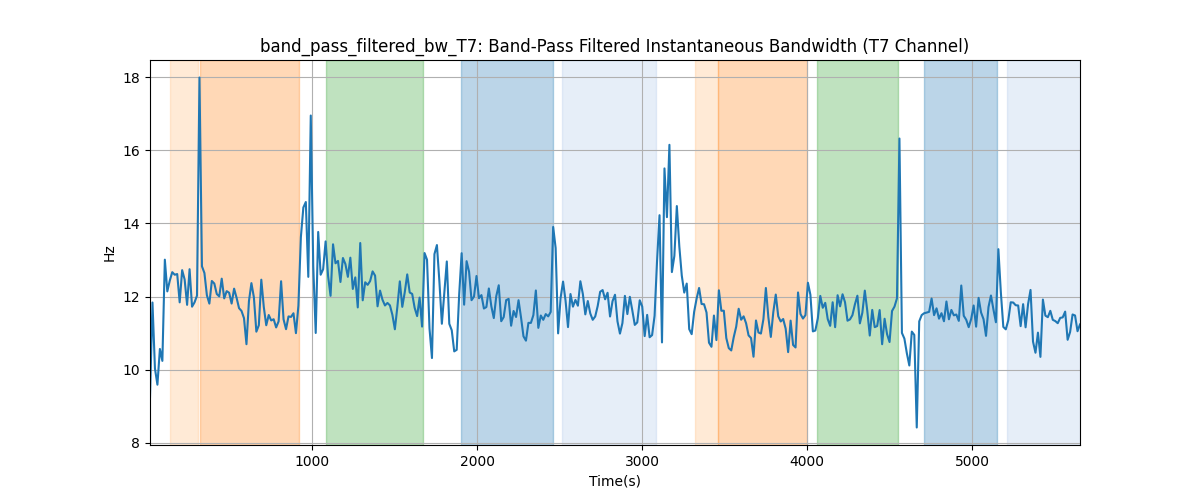 band_pass_filtered_bw_T7: Band-Pass Filtered Instantaneous Bandwidth (T7 Channel)
18
16
14
12
10
8
Hz
1000 2000 3000 4000 5000
Time(s)